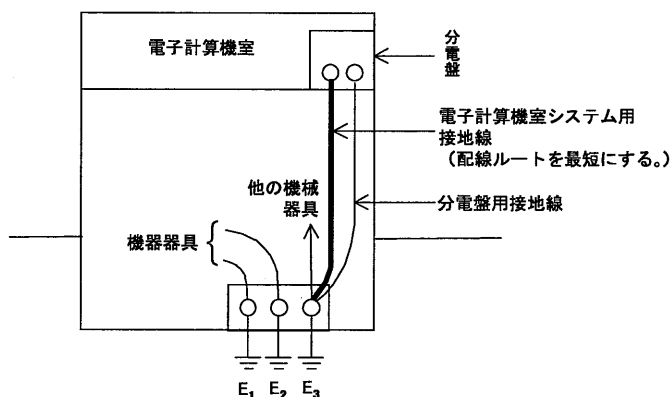 電子計算機室
分電盤
電子計算機室システム用
接地線
(配線ルートを最短にする。)
他の機械
器具
分電盤用接地線
機器器具
E1 E2 E3